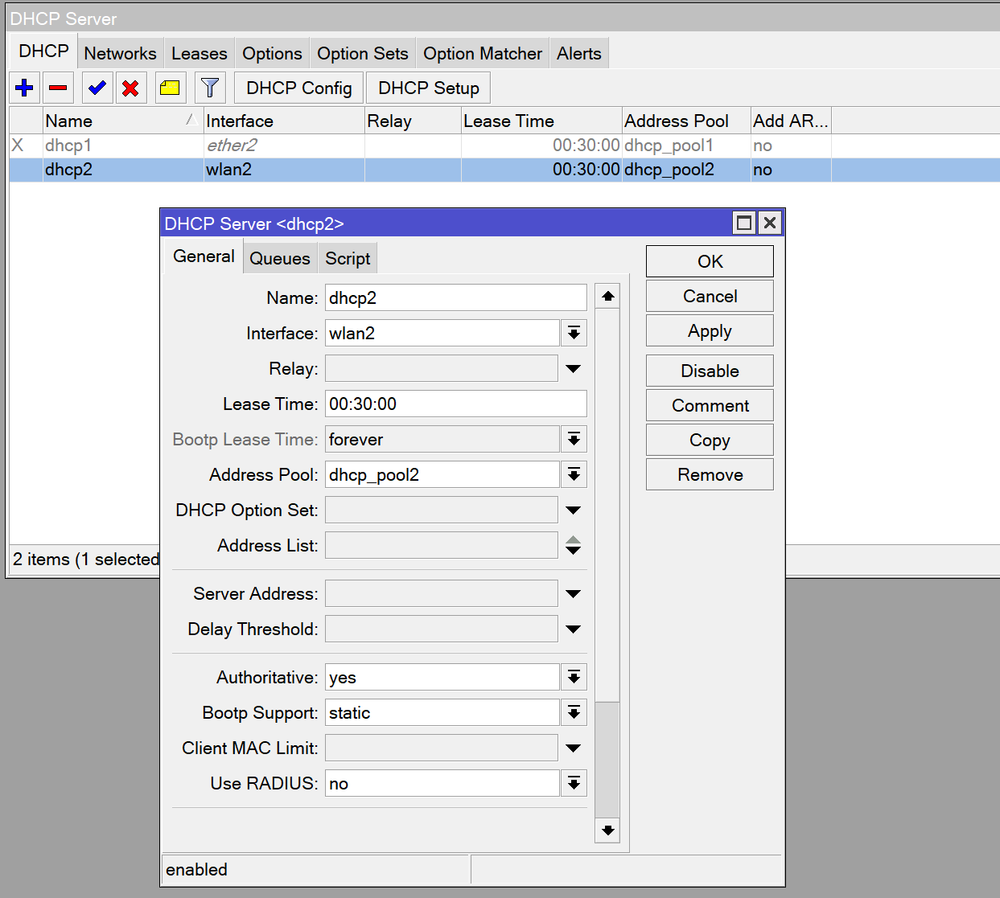 DHCP Server
DHCP Networks Leases Options Option Sets Option Matcher Alerts
DHCP Config DHCP Setup
Name Interface Relay Lease Time Address Pool Add AR...
X dhcp1 ether2 00:30:00 dhcp_pool1 no
dhcp2 wlan2 00:30:00 dhcp_pool2 no
DHCP Server <dhcp2>
General Queues Script
OK
Name: dhcp2
Cancel
Interface: wlan2
Apply
Relay:
Disable
Lease Time: 00:30:00
Comment
Bootp Lease Time: forever
Copy
Address Pool: dhcp_pool2
Remove
DHCP Option Set:
Address List:
2 items (1 selected
Server Address:
Delay Threshold:
Authoritative: yes
Bootp Support: static
Client MAC Limit:
Use RADIUS: no
enabled